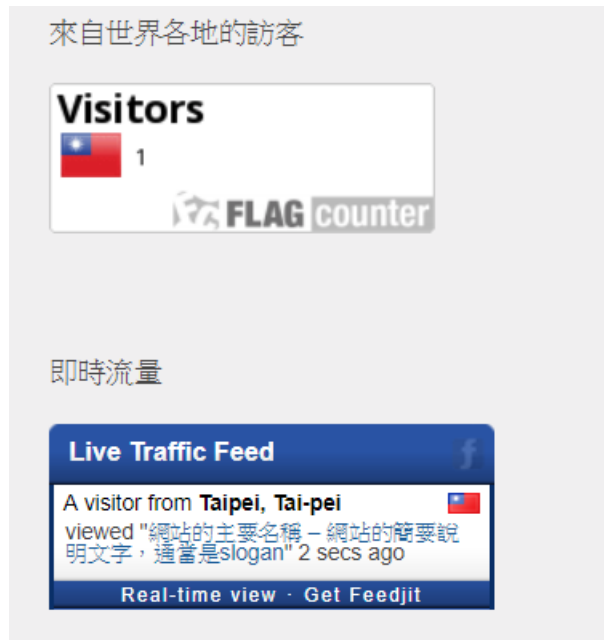 來自世界各地的訪客
Visitors
1
FLAG counter
即時流量
Live Traffic Feed
A visitor from Taipei, Tai-pei
viewed "網站的主要名稱 – 網站的簡要說
明文字，通當是slogan" 2 secs ago
Real-time view · Get Feedjit